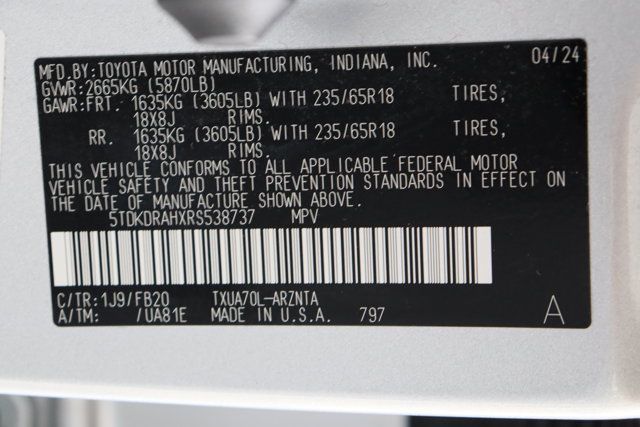 MFD.BY:TOYOTA MOTOR MANUFACTURING, INDIANA, INC. 04/24
GVWR:2665KG (5870LB)
GAWR:FRT. 1635KG (3605LB) WITH 235/65R18 TIRES,
18X8J RIMS.
RR. 1635KG (3605LB) WITH 235/65R18 TIRES,
18X8J RIMS.
THIS VEHICLE CONFORMS TO ALL APPLICABLE FEDERAL MOTOR
VEHICLE SAFETY AND THEFT PREVENTION STANDARDS IN EFFECT ON
THE DATE OF MANUFACTURE SHOWN ABOVE.
5TDKDRAHXRS538737 MPV
C/TR:1J9/FB20 TXUA70L-ARZNTA
A/TM: /UA81E MADE IN U.S.A. 797 A